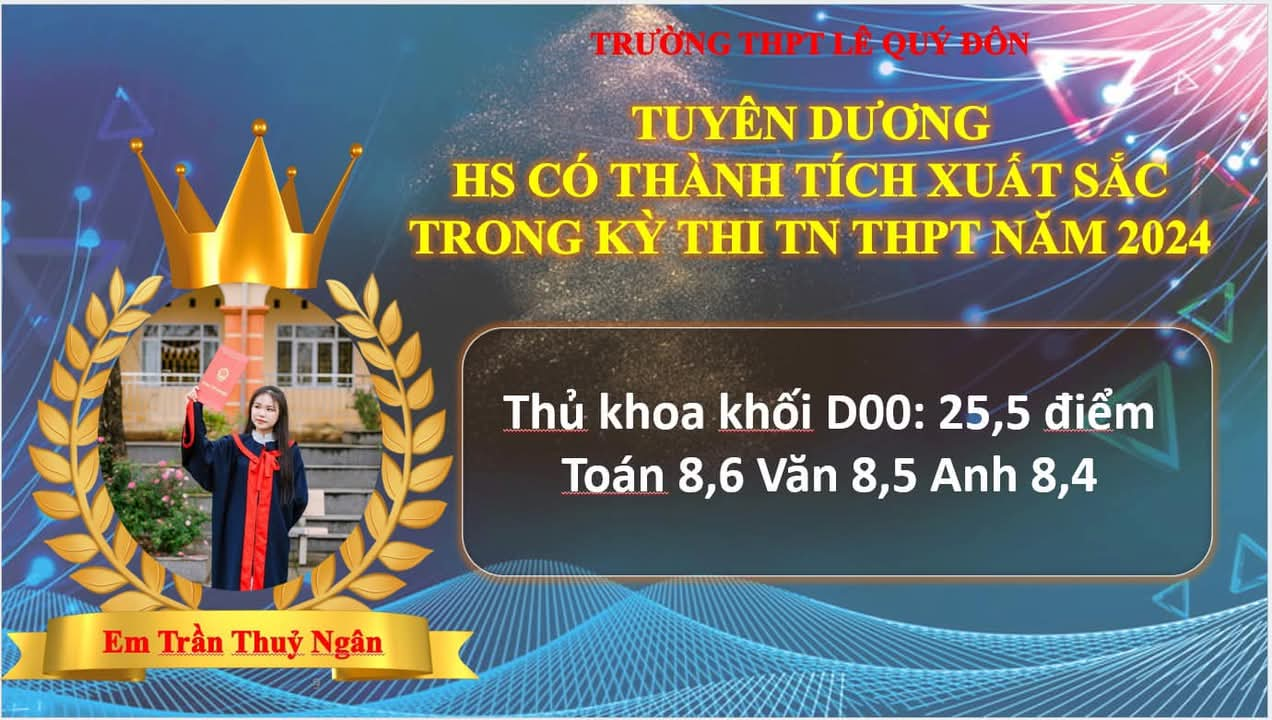 TRƯỜNG THPT LÊ QUÝ ĐÔN
TUYÊN DƯƠNG
HS CÓ THÀNH TÍCH XUẤT SẮC
TRONG KỲ THI TN THPT NĂM 2024
Thủ khoa khối D00: 25,5 điểm
Toán 8,6 Văn 8,5 Anh 8,4
Em Trần Thuỷ Ngân